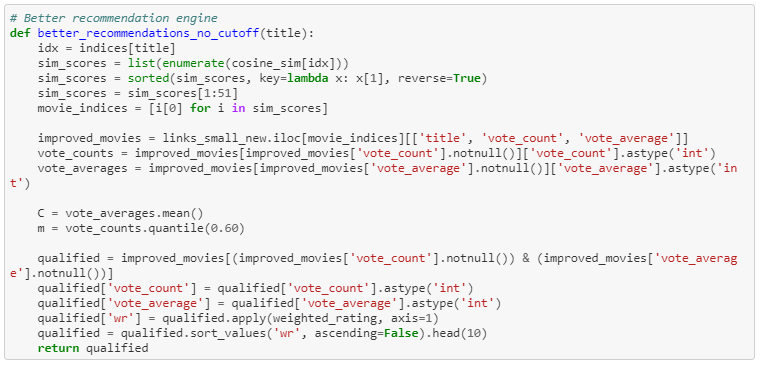 # Better recommendation engine
def better_recommendations_no_cutoff(title):
    idx = indices[title]
    sim_scores = list(enumerate(cosine_sim[idx]))
    sim_scores = sorted(sim_scores, key=lambda x: x[1], reverse=True)
    sim_scores = sim_scores[1:51]
    movie_indices = [i[0] for i in sim_scores]

    improved_movies = links_small_new.iloc[movie_indices][['title', 'vote_count', 'vote_average']]
    vote_counts = improved_movies[improved_movies['vote_count'].notnull()]['vote_count'].astype('int')
    vote_averages = improved_movies[improved_movies['vote_average'].notnull()]['vote_average'].astype('in
t')

    C = vote_averages.mean()
    m = vote_counts.quantile(0.60)

    qualified = improved_movies[(improved_movies['vote_count'].notnull()) & (improved_movies['vote_averag
e'].notnull())]
    qualified['vote_count'] = qualified['vote_count'].astype('int')
    qualified['vote_average'] = qualified['vote_average'].astype('int')
    qualified['wr'] = qualified.apply(weighted_rating, axis=1)
    qualified = qualified.sort_values('wr', ascending=False).head(10)
    return qualified